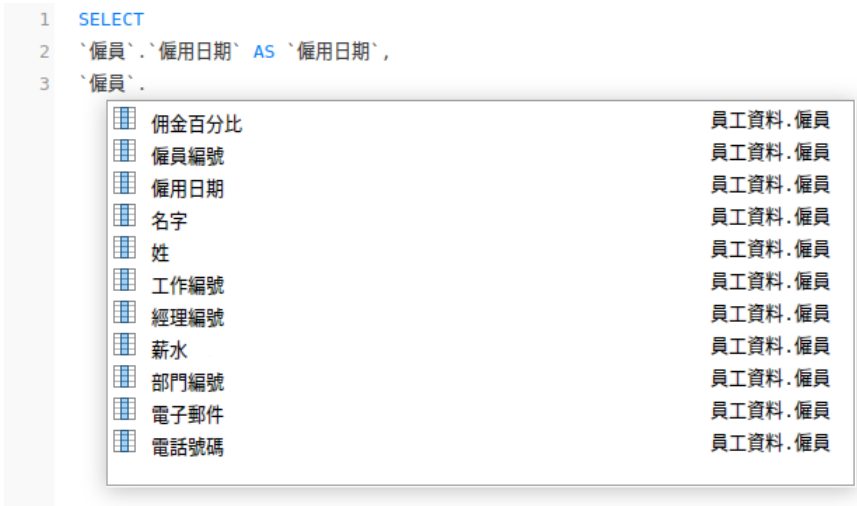 1 SELECT
2 `僱員`.`僱用日期` AS `僱用日期`,
3 `僱員`.
佣金百分比 員工資料.僱員
僱員編號 員工資料.僱員
僱用日期 員工資料.僱員
名字 員工資料.僱員
姓 員工資料.僱員
工作編號 員工資料.僱員
經理編號 員工資料.僱員
薪水 員工資料.僱員
部門編號 員工資料.僱員
電子郵件 員工資料.僱員
電話號碼 員工資料.僱員